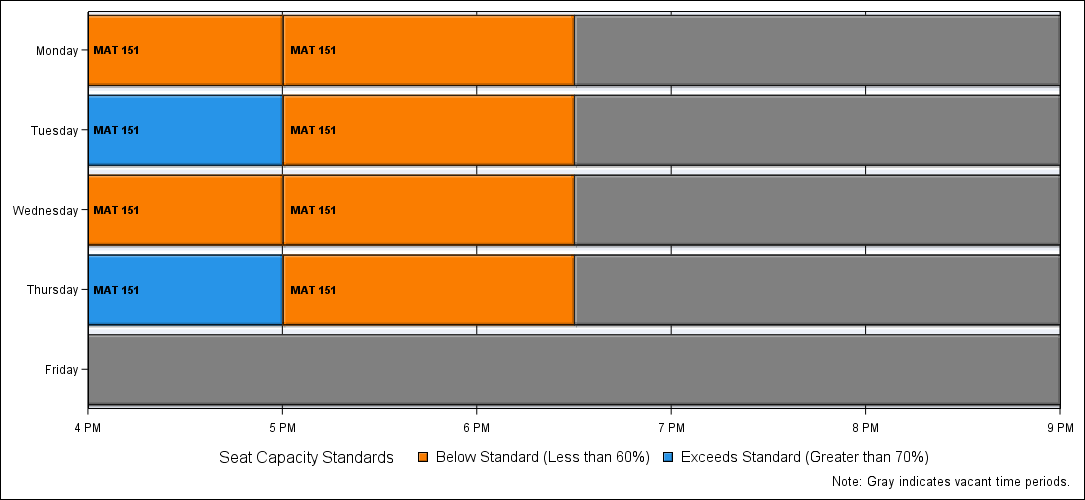 Monday MAT 151 MAT 151
Tuesday MAT 151 MAT 151
Wednesday MAT 151 MAT 151
Thursday MAT 151 MAT 151
Friday
4 PM 5 PM 6 PM 7 PM 8 PM 9 PM
Seat Capacity Standards Below Standard (Less than 60%) Exceeds Standard (Greater than 70%)
Note: Gray indicates vacant time periods.